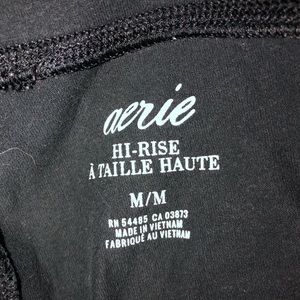 aerie
HI-RISE
À TAILLE HAUTE
M/M
RN 54485 CA 03873
MADE IN VIETNAM
FABRIQUÉ AU VIETNAM